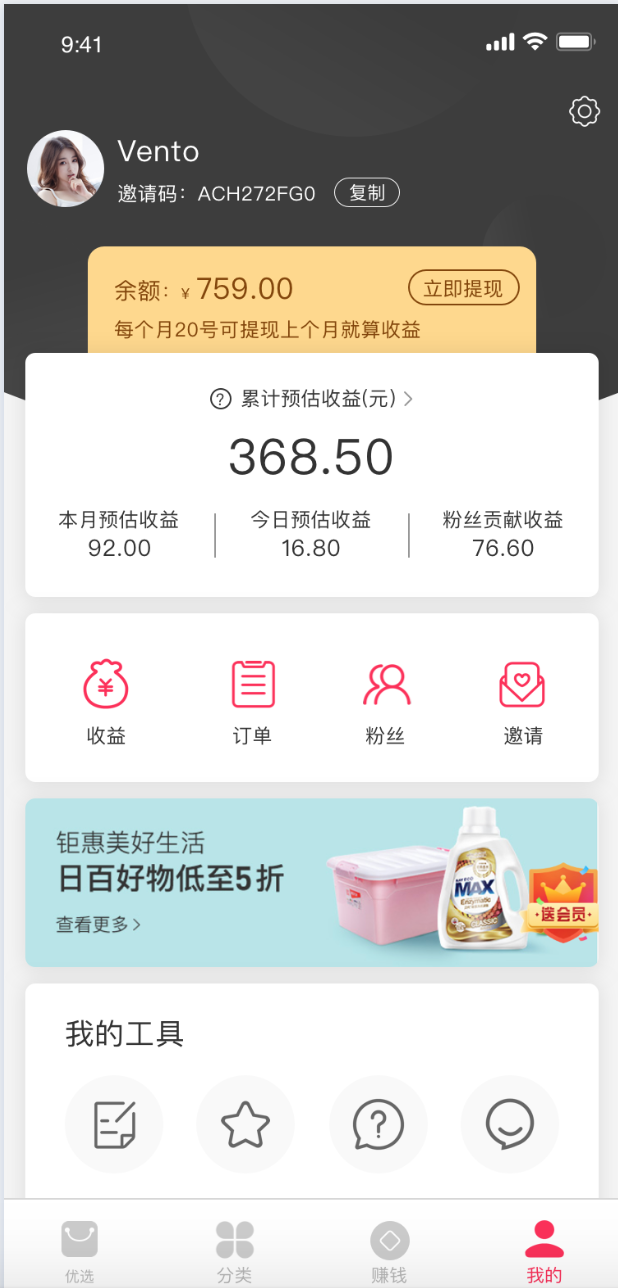 9:41
Vento
邀请码：ACH272FG0 复制
余额：¥ 759.00 立即提现
每个月20号可提现上个月就算收益
? 累计预估收益(元) >
368.50
本月预估收益 今日预估收益 粉丝贡献收益
92.00 16.80 76.60
¥
收益 订单 粉丝 邀请
钜惠美好生活
日百好物低至5折
查看更多>
MAX
Enzymatic
CLASSIC
送会员
我的工具
?
优选 分类 赚钱 我的